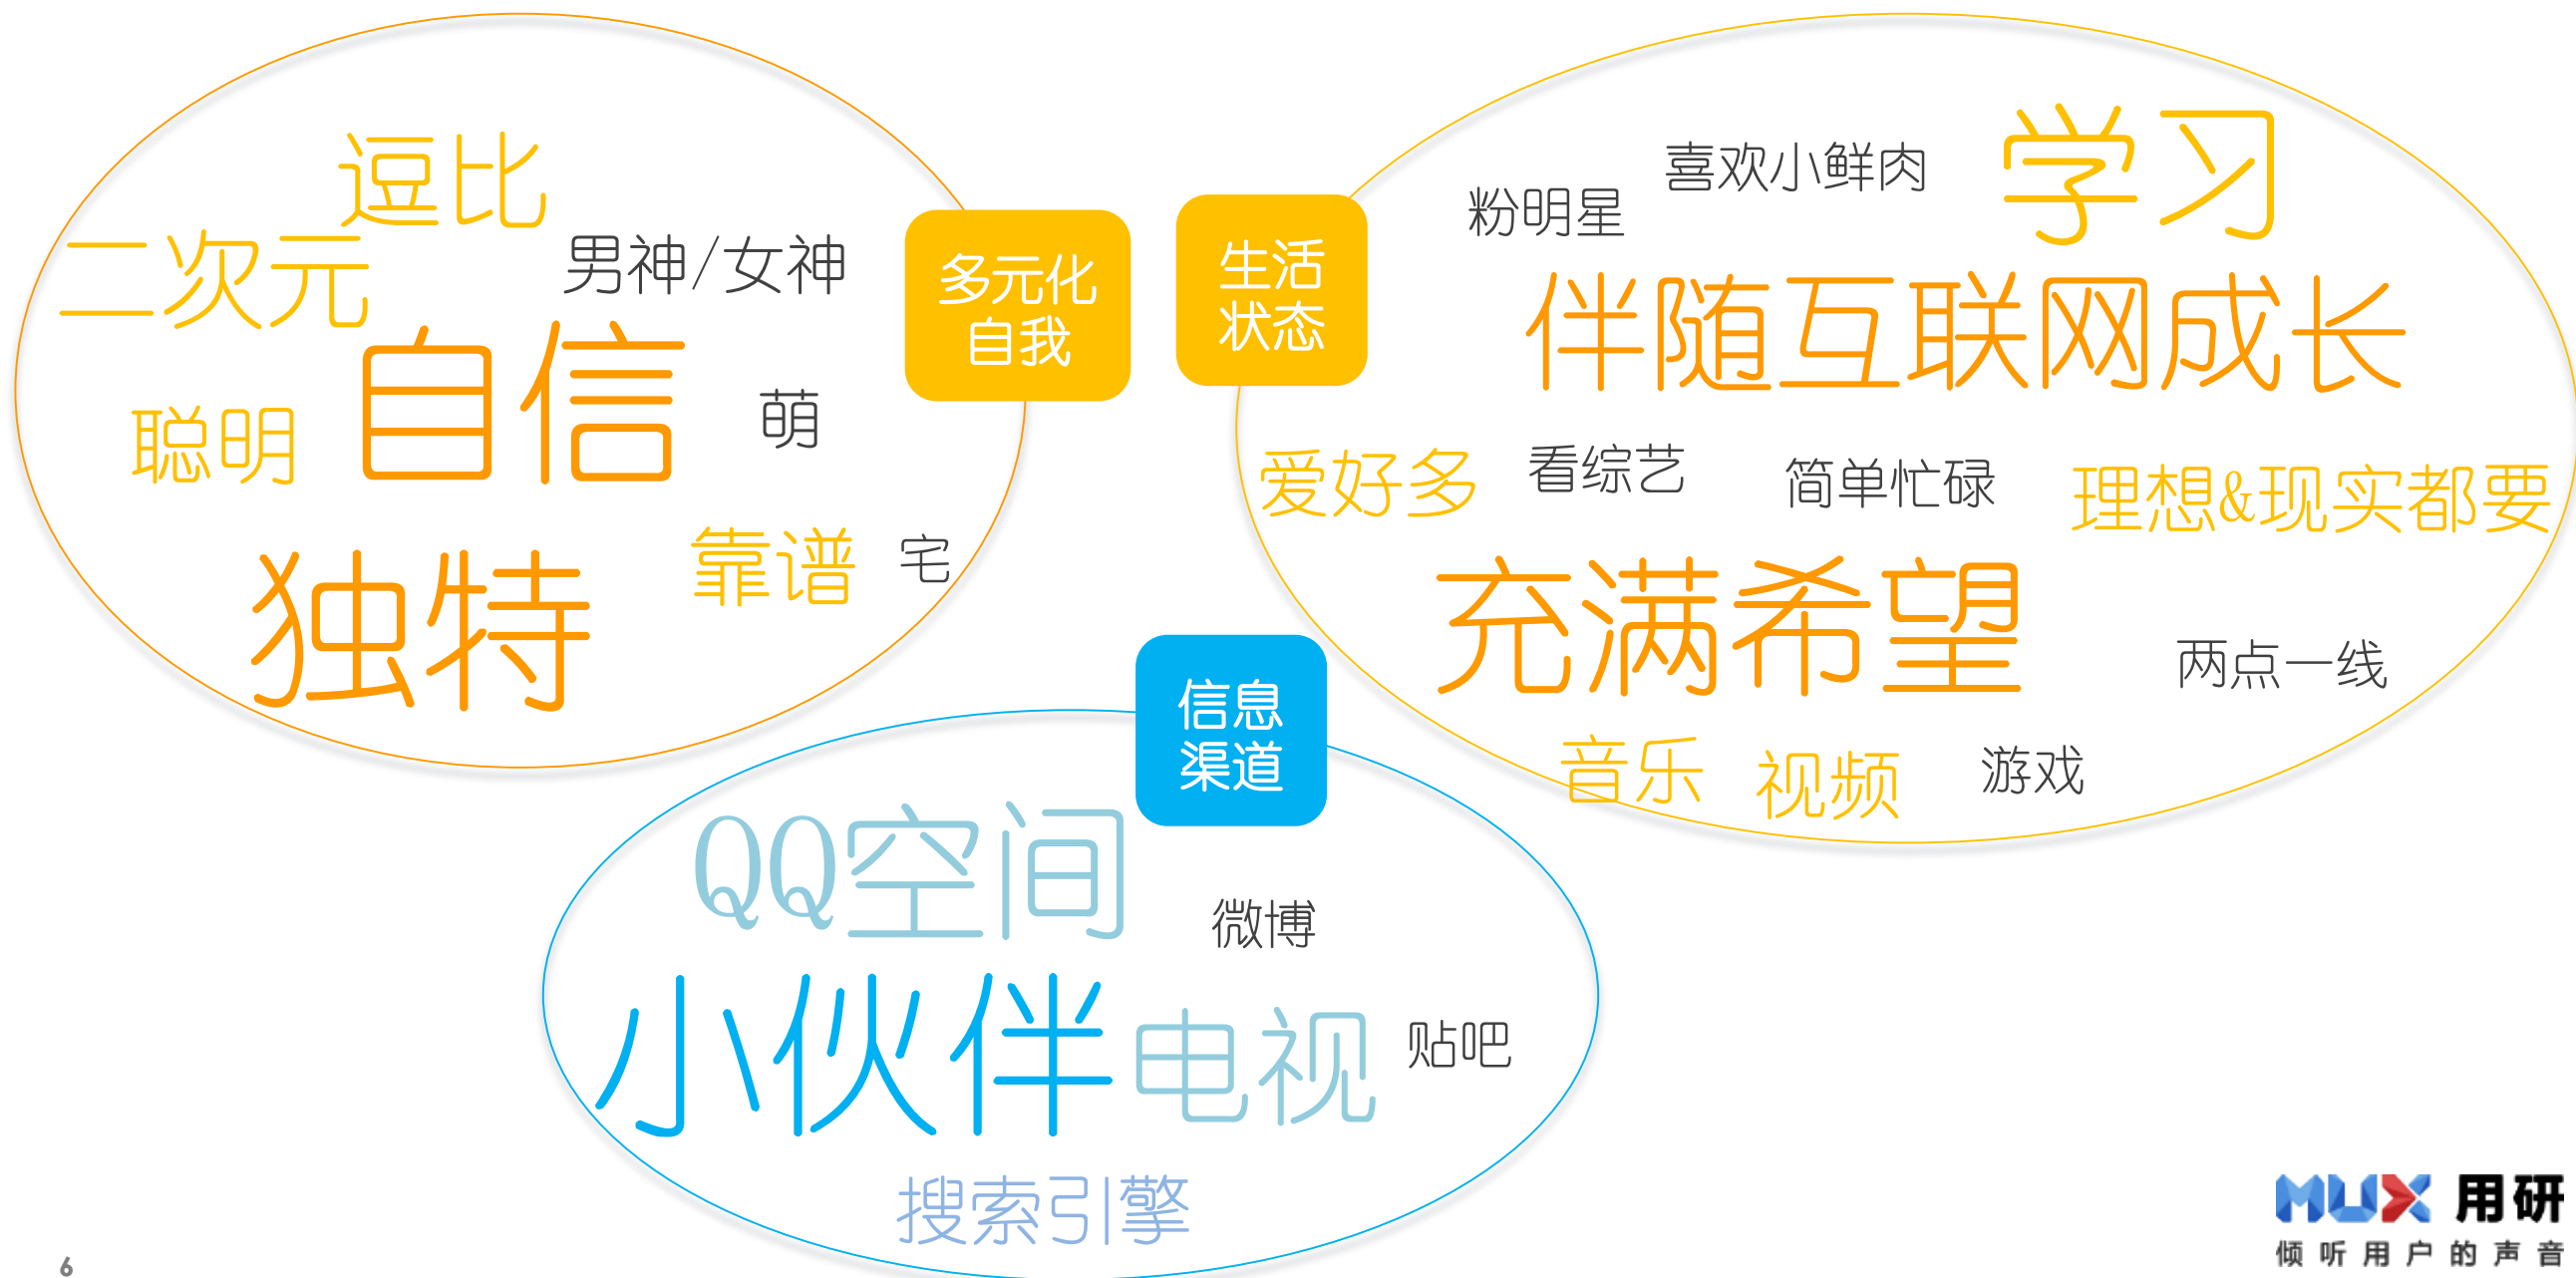 逗比
二次元
男神/女神
自信
聪明
萌
独特
靠谱
宅
多元化
自我
生活
状态
粉明星
喜欢小鲜肉
学习
伴随互联网成长
爱好多
看综艺
简单忙碌
理想&现实都要
充满希望
两点一线
音乐
视频
游戏
信息
渠道
QQ空间
微博
小伙伴
电视
贴吧
搜索引擎
MUX 用研
倾听用户的声音
6